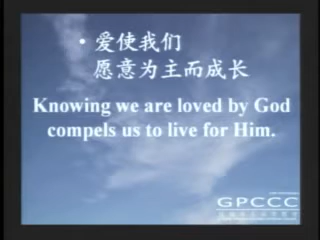 • 爱使我们
愿意为主而成长
Knowing we are loved by God
compels us to live for Him.
GPCCC